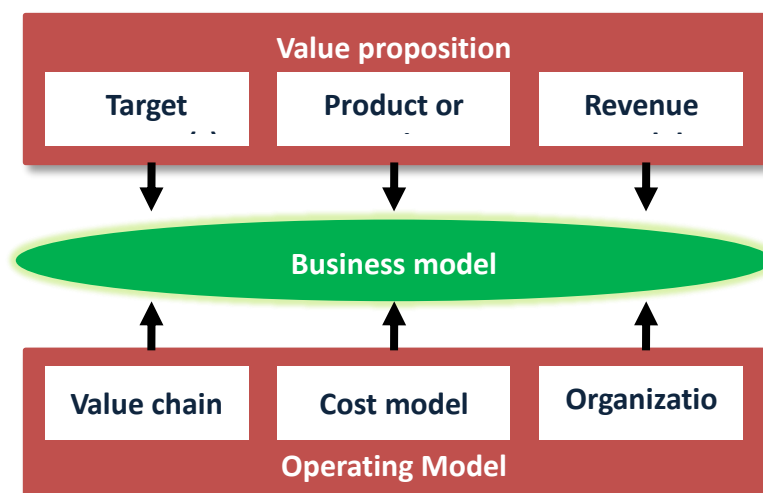 Value proposition
Target
Product or
Revenue
Business model
Value chain
Cost model
Organizatio
Operating Model